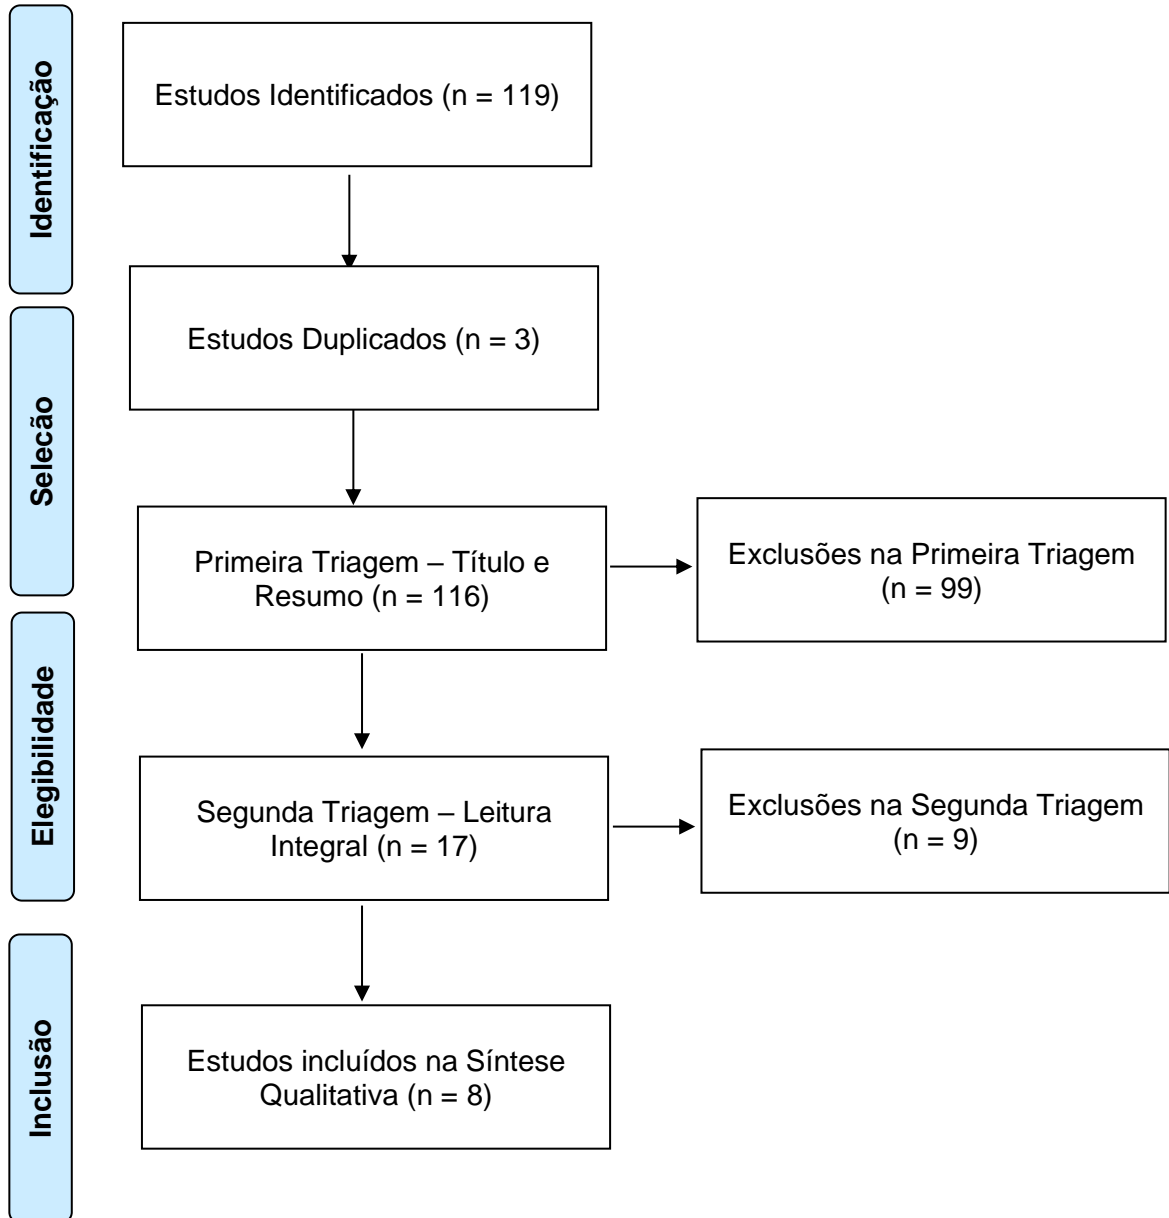 Identificação
Estudos Identificados (n = 119)
Estudos Duplicados (n = 3)
Selecão
Primeira Triagem – Título e
Resumo (n = 116)
Exclusões na Primeira Triagem
(n = 99)
Elegibilidade
Segunda Triagem – Leitura
Integral (n = 17)
Exclusões na Segunda Triagem
(n = 9)
Inclusão
Estudos incluídos na Síntese
Qualitativa (n = 8)